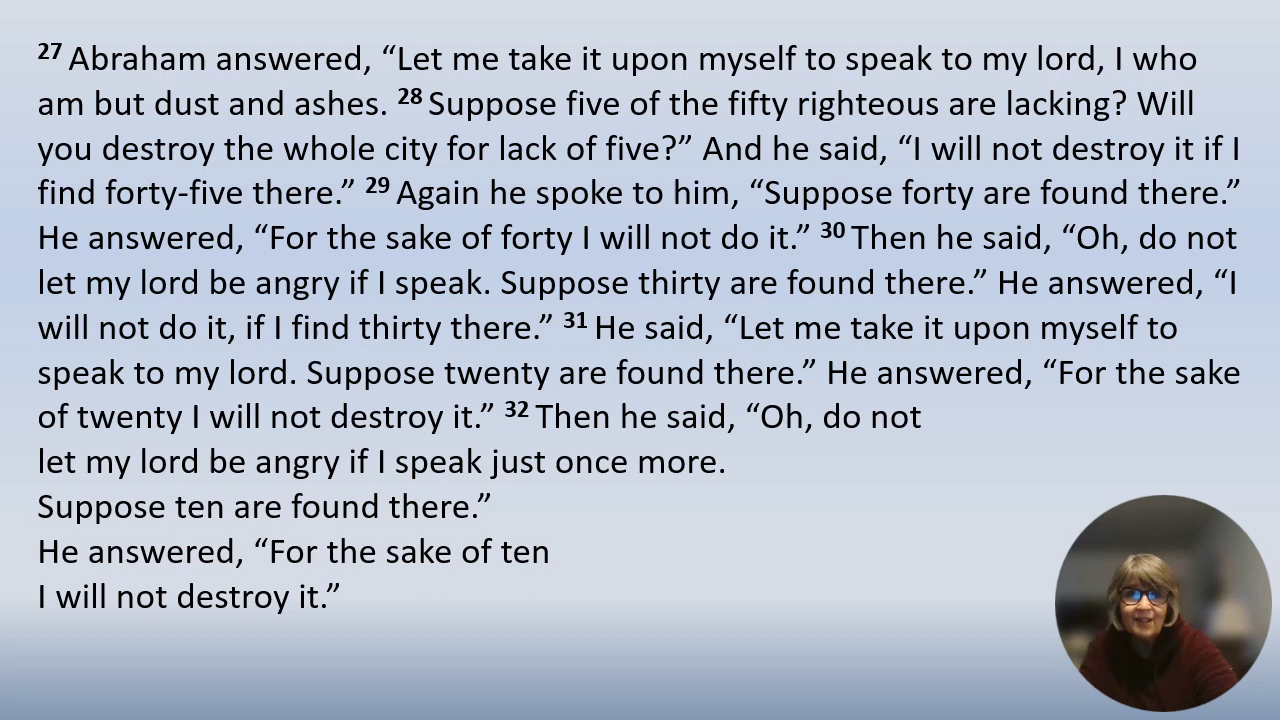 27 Abraham answered, “Let me take it upon myself to speak to my lord, I who
am but dust and ashes. 28 Suppose five of the fifty righteous are lacking? Will
you destroy the whole city for lack of five?” And he said, “I will not destroy it if I
find forty-five there.” 29 Again he spoke to him, “Suppose forty are found there.”
He answered, “For the sake of forty I will not do it.” 30 Then he said, “Oh, do not
let my lord be angry if I speak. Suppose thirty are found there.” He answered, “I
will not do it, if I find thirty there.” 31 He said, “Let me take it upon myself to
speak to my lord. Suppose twenty are found there.” He answered, “For the sake
of twenty I will not destroy it.” 32 Then he said, “Oh, do not
let my lord be angry if I speak just once more.
Suppose ten are found there.”
He answered, “For the sake of ten
I will not destroy it.”